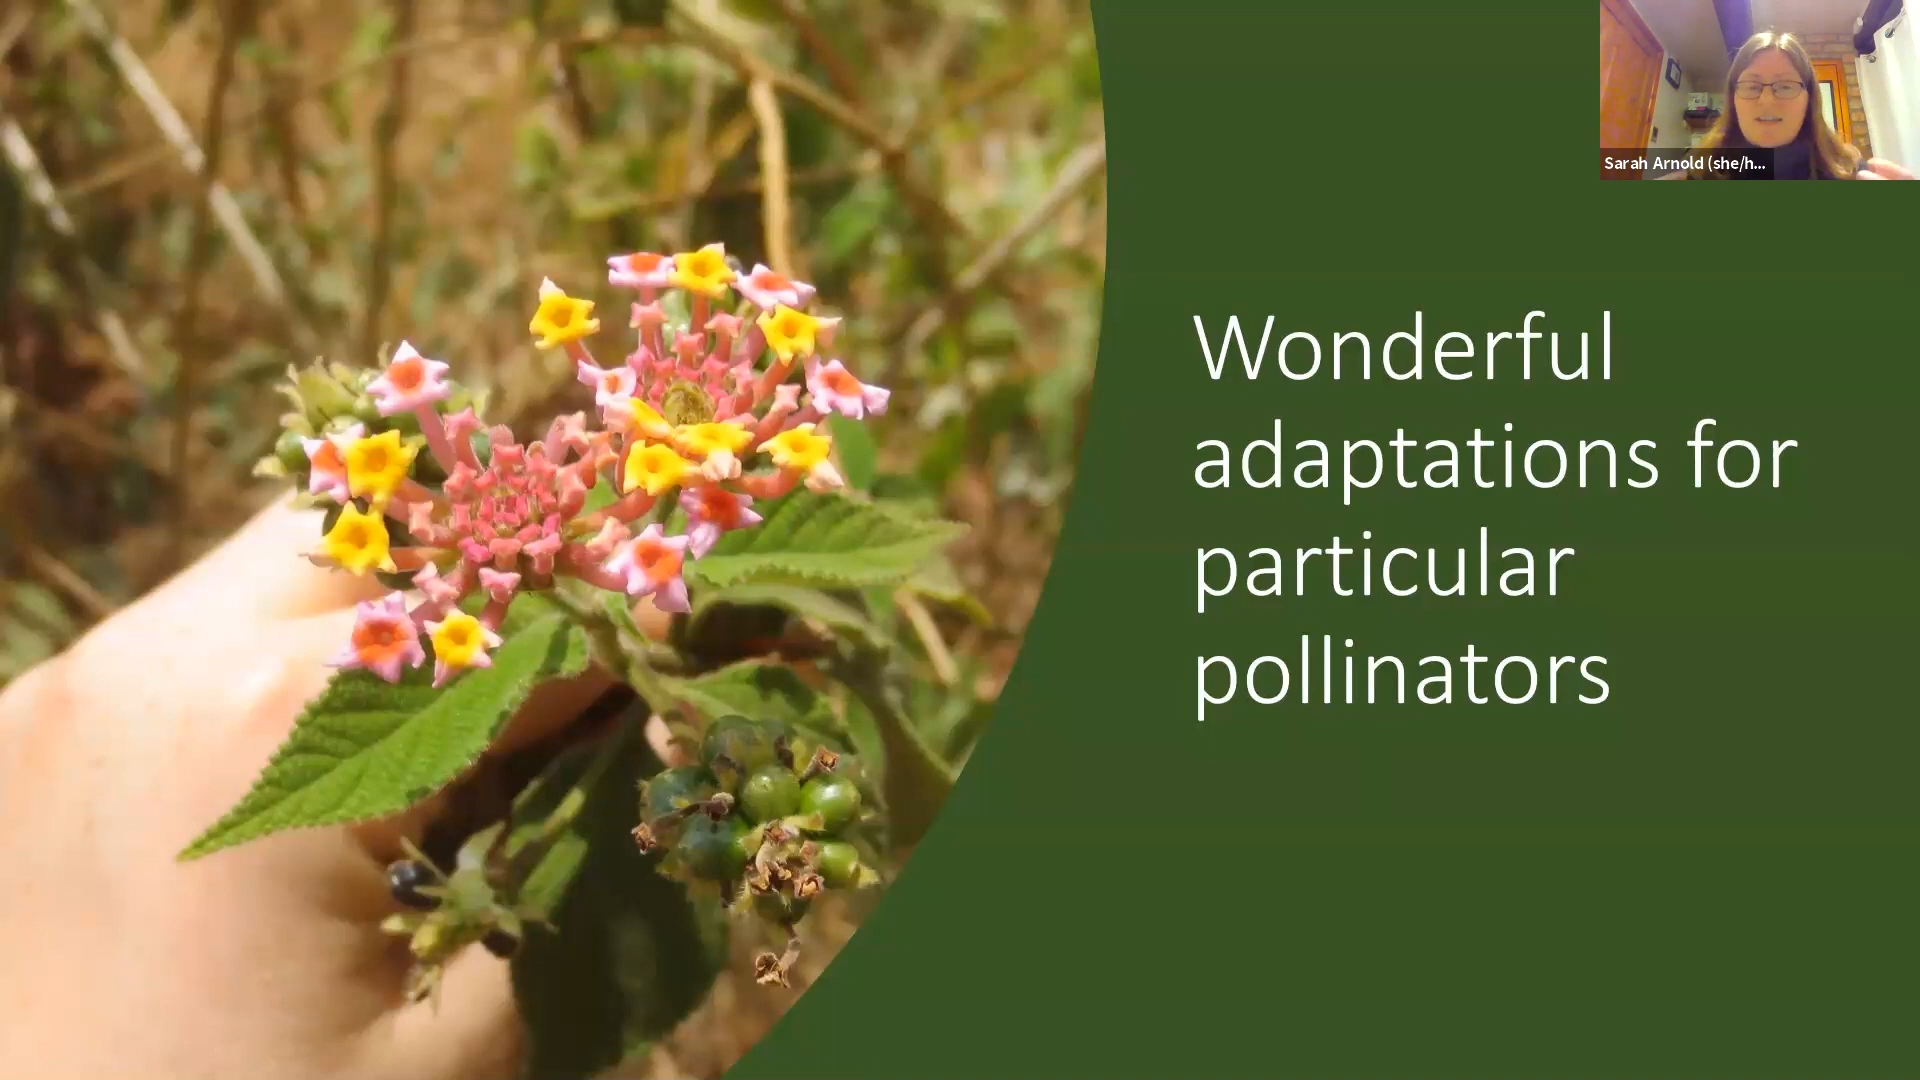 Sarah Arnold (she/h...
Wonderful
adaptations for
particular
pollinators